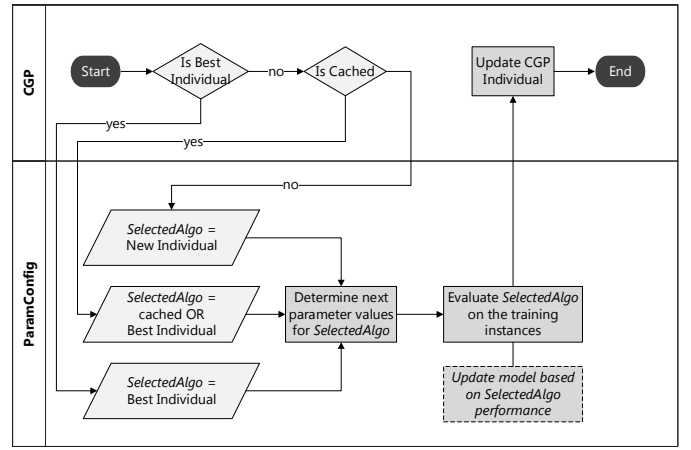 CGP
Start
Is Best
Individual
no
Is Cached
Update CGP
Individual
End
yes
yes
ParamConfig
no
SelectedAlgo =
New Individual
SelectedAlgo =
cached OR
Best Individual
Determine next
parameter values
for SelectedAlgo
Evaluate SelectedAlgo
on the training
instances
SelectedAlgo =
Best Individual
Update model based
on SelectedAlgo
performance